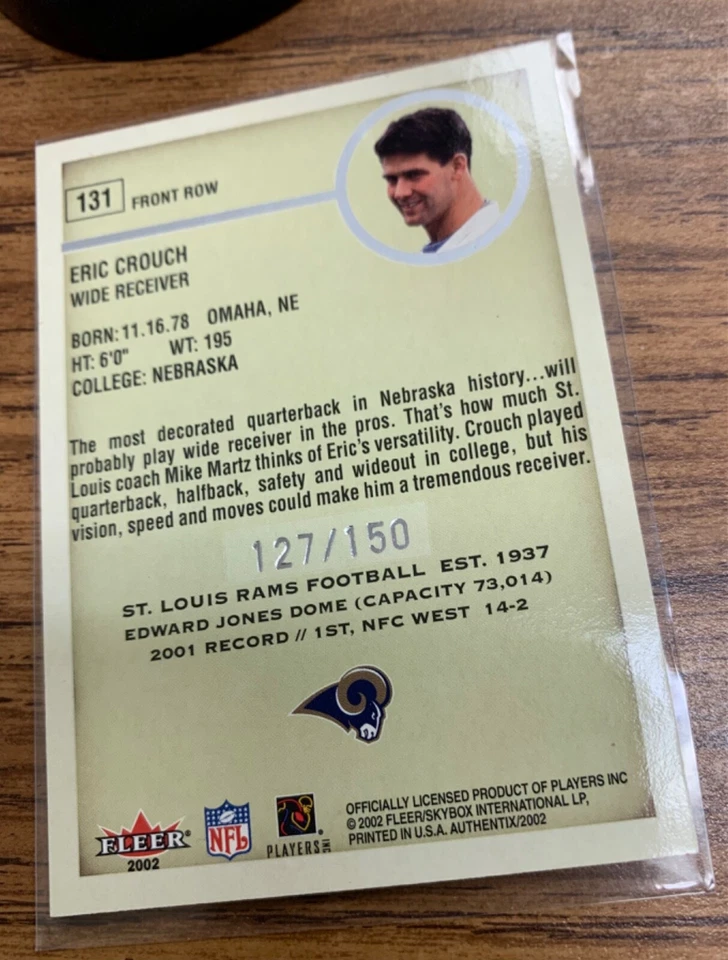 131 FRONT ROW
ERIC CROUCH
WIDE RECEIVER
BORN: 11.16.78 OMAHA, NE
HT: 6'0" WT: 195
COLLEGE: NEBRASKA
The most decorated quarterback in Nebraska history...will
probably play wide receiver in the pros. That's how much St.
Louis coach Mike Martz thinks of Eric's versatility. Crouch played
quarterback, halfback, safety and wideout in college, but his
vision, speed and moves could make him a tremendous receiver.
127/150
ST. LOUIS RAMS FOOTBALL EST. 1937
EDWARD JONES DOME (CAPACITY 73,014)
2001 RECORD // 1ST, NFC WEST 14-2
FLEER®
2002
NFL
PLAYERS INC
OFFICIALLY LICENSED PRODUCT OF PLAYERS INC
© 2002 FLEER/SKYBOX INTERNATIONAL LP,
PRINTED IN U.S.A. AUTHENTIX/2002